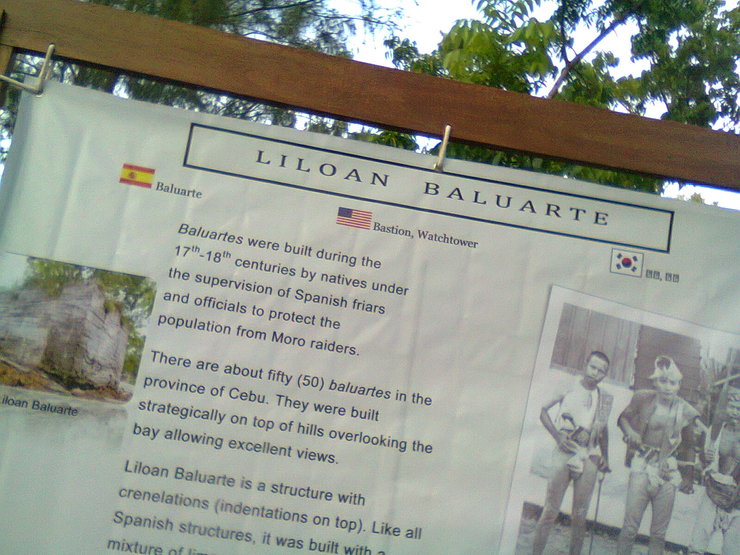 LILOAN BALUARTE
Baluarte
Bastion, Watchtower
Baluartes were built during the
17th-18th centuries by natives under
the supervision of Spanish friars
and officials to protect the
population from Moro raiders.
There are about fifty (50) baluartes in the
province of Cebu. They were built
strategically on top of hills overlooking the
bay allowing excellent views.
iloan Baluarte
Liloan Baluarte is a structure with
crenelations (indentations on top). Like all
Spanish structures, it was built with a
mixture of